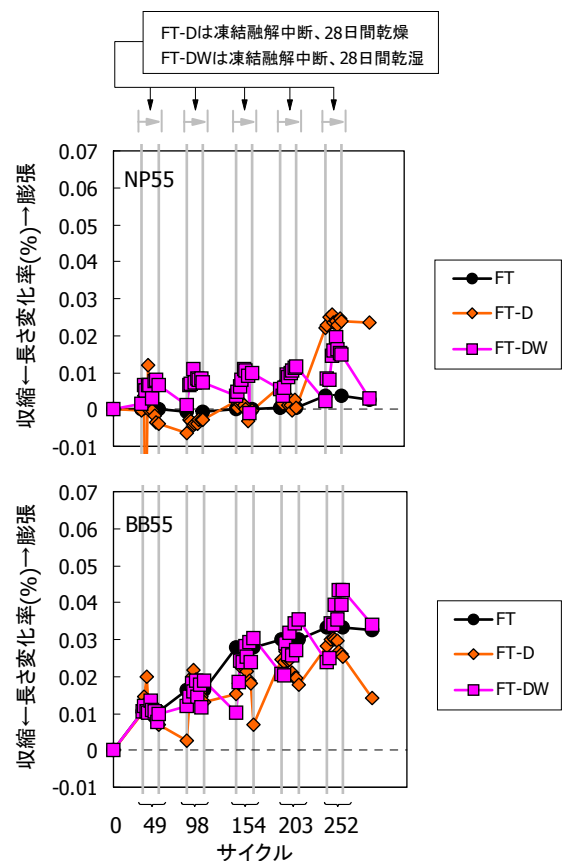 FT-Dは凍結融解中断、28日間乾燥
FT-DWは凍結融解中断、28日間乾湿
収縮←長さ変化率(%)→膨張
0.07
0.06
0.05
0.04
0.03
0.02
0.01
0
-0.01
NP55
FT
FT-D
FT-DW
収縮←長さ変化率(%)→膨張
0.07
0.06
0.05
0.04
0.03
0.02
0.01
0
-0.01
BB55
FT
FT-D
FT-DW
0 49 98 154 203 252
サイクル